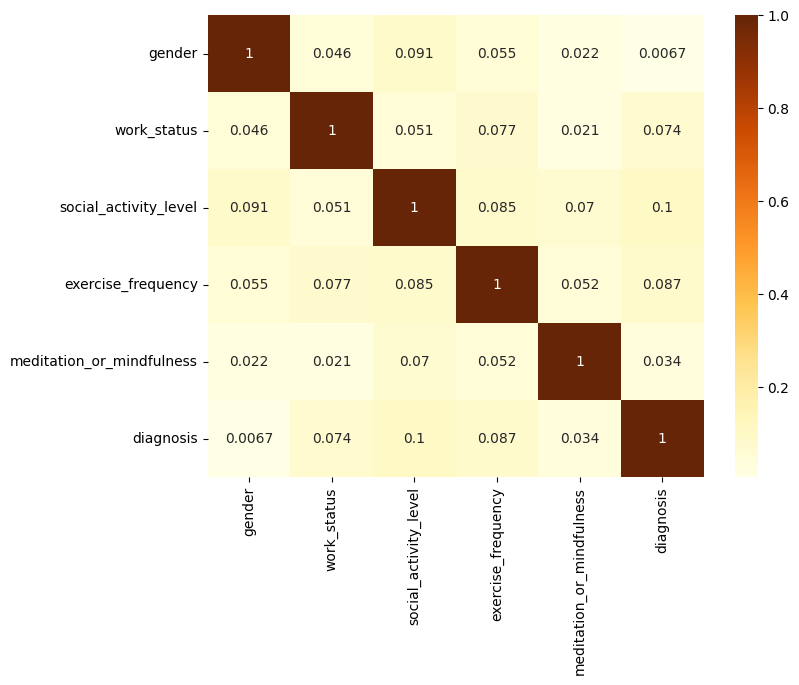 gender 1 0.046 0.091 0.055 0.022 0.0067
work_status 0.046 1 0.051 0.077 0.021 0.074
social_activity_level 0.091 0.051 1 0.085 0.07 0.1
exercise_frequency 0.055 0.077 0.085 1 0.052 0.087
meditation_or_mindfulness 0.022 0.021 0.07 0.052 1 0.034
diagnosis 0.0067 0.074 0.1 0.087 0.034 1
gender
work_status
social_activity_level
exercise_frequency
meditation_or_mindfulness
diagnosis
1.0
0.8
0.6
0.4
0.2